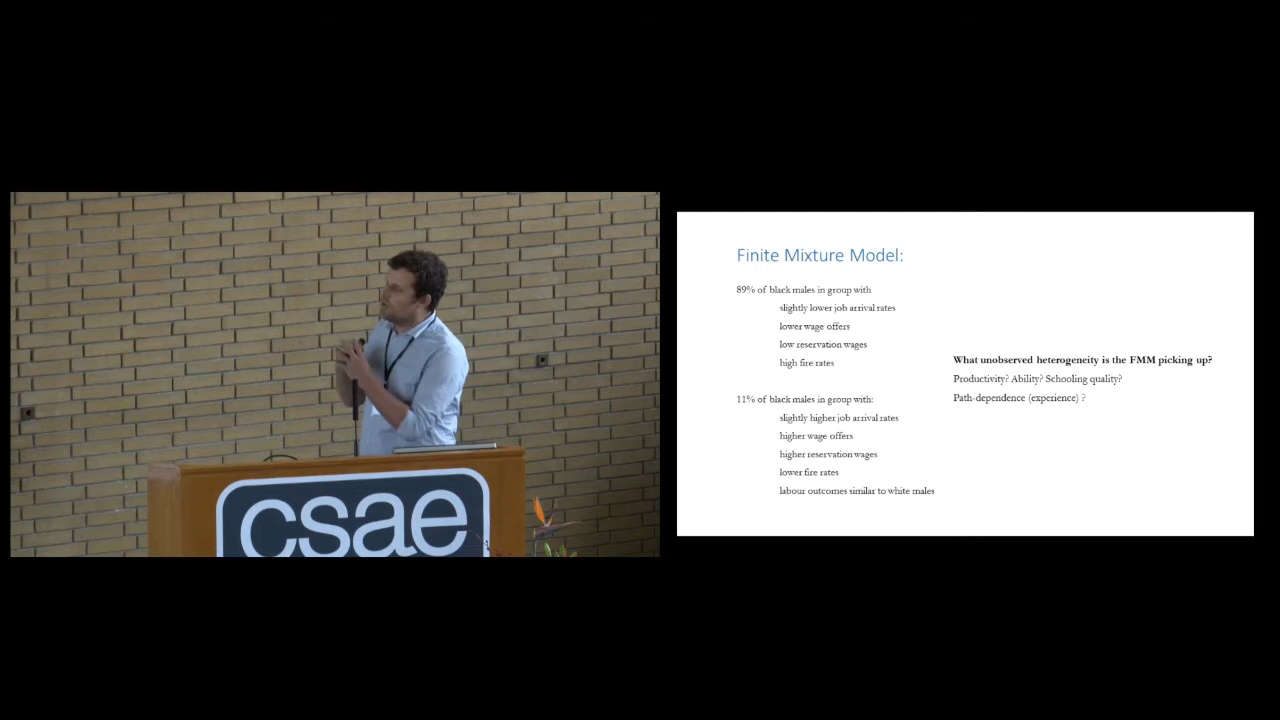 csae
Finite Mixture Model:
89% of black males in group with
slightly lower job arrival rates
lower wage offers
low reservation wages
high fire rates
11% of black males in group with:
slightly higher job arrival rates
higher wage offers
higher reservation wages
lower fire rates
labour outcomes similar to white males
What unobserved heterogeneity is the FMM picking up?
Productivity? Ability? Schooling quality?
Path-dependence (experience) ?